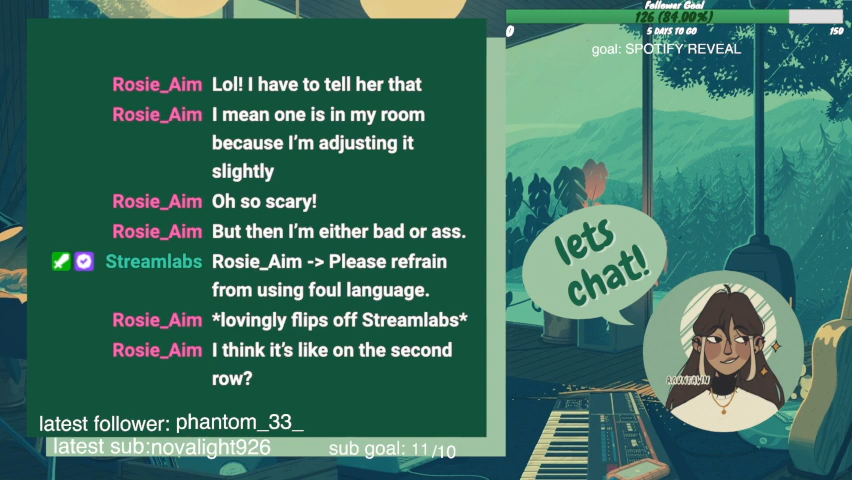 Follower Goal
126 (84.00%)
0 5 DAYS TO GO 150
goal: SPOTIFY REVEAL
Rosie_Aim Lol! I have to tell her that
Rosie_Aim I mean one is in my room
because I'm adjusting it
slightly
Rosie_Aim Oh so scary!
Rosie_Aim But then I'm either bad or ass.
Streamlabs Rosie_Aim -> Please refrain
from using foul language.
Rosie_Aim *lovingly flips off Streamlabs*
Rosie_Aim I think it's like on the second
row?
lets
chat!
latest follower: phantom_33_
latest sub:novalight926
sub goal: 11/10